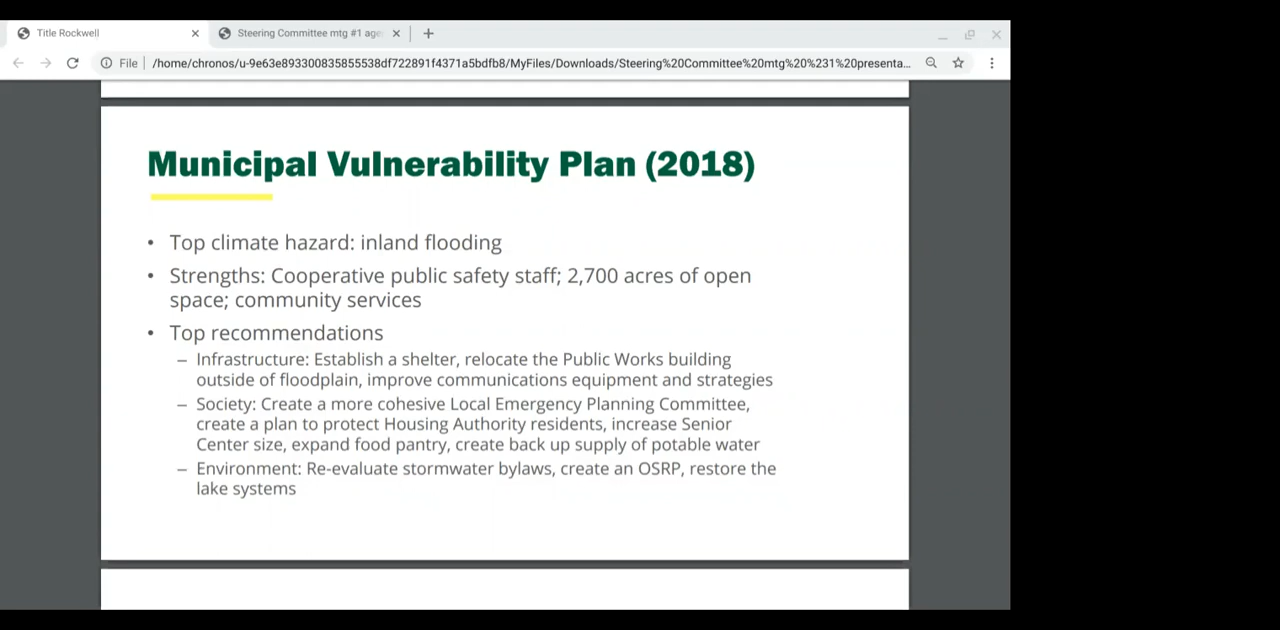 Title Rockwell
Steering Committee mtg #1 age
File
/home/chronos/u-9e63e893300835855538df722891f4371a5bdfb8/MyFiles/Downloads/Steering%20Committee%20mtg%20%231%20presenta...
Municipal Vulnerability Plan (2018)
• Top climate hazard: inland flooding
• Strengths: Cooperative public safety staff; 2,700 acres of open
space; community services
• Top recommendations
– Infrastructure: Establish a shelter, relocate the Public Works building
outside of floodplain, improve communications equipment and strategies
– Society: Create a more cohesive Local Emergency Planning Committee,
create a plan to protect Housing Authority residents, increase Senior
Center size, expand food pantry, create back up supply of potable water
– Environment: Re-evaluate stormwater bylaws, create an OSRP, restore the
lake systems